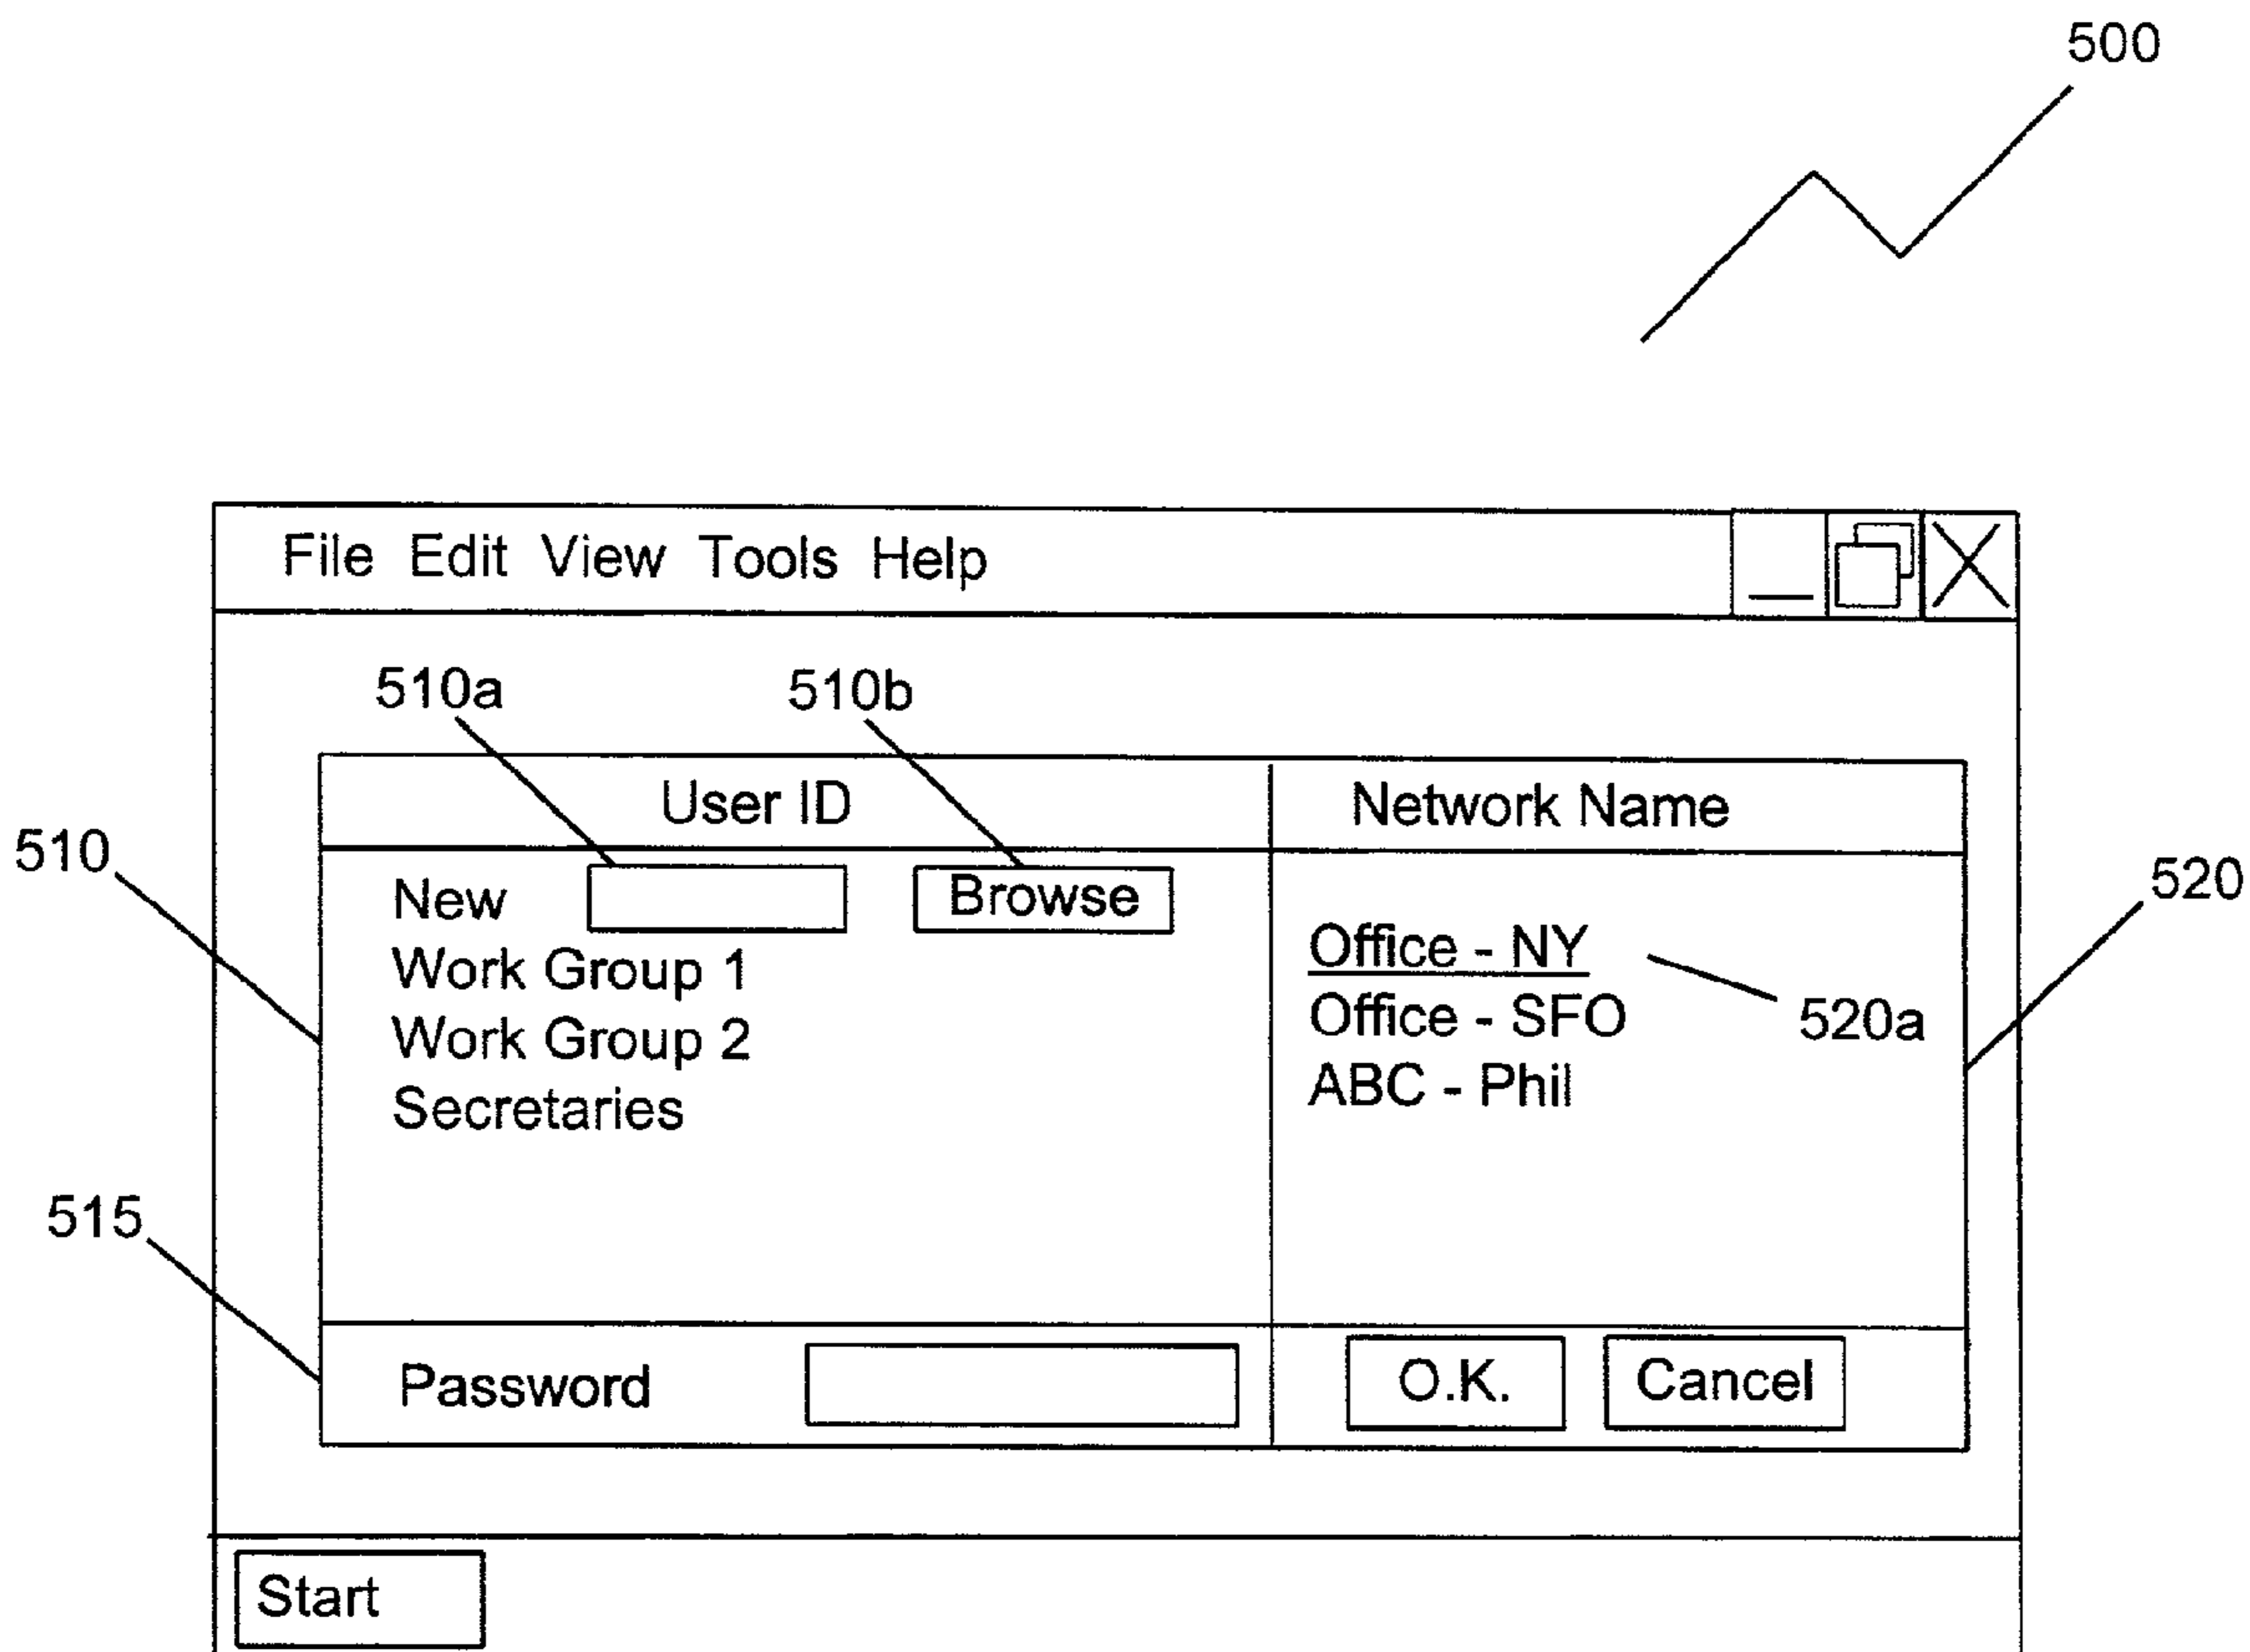 500
File Edit View Tools Help
510a 510b
User ID Network Name
510
New Browse
520
Work Group 1
Office - NY
Work Group 2
Office - SFO
520a
Secretaries
ABC - Phil
515
Password O.K. Cancel
Start